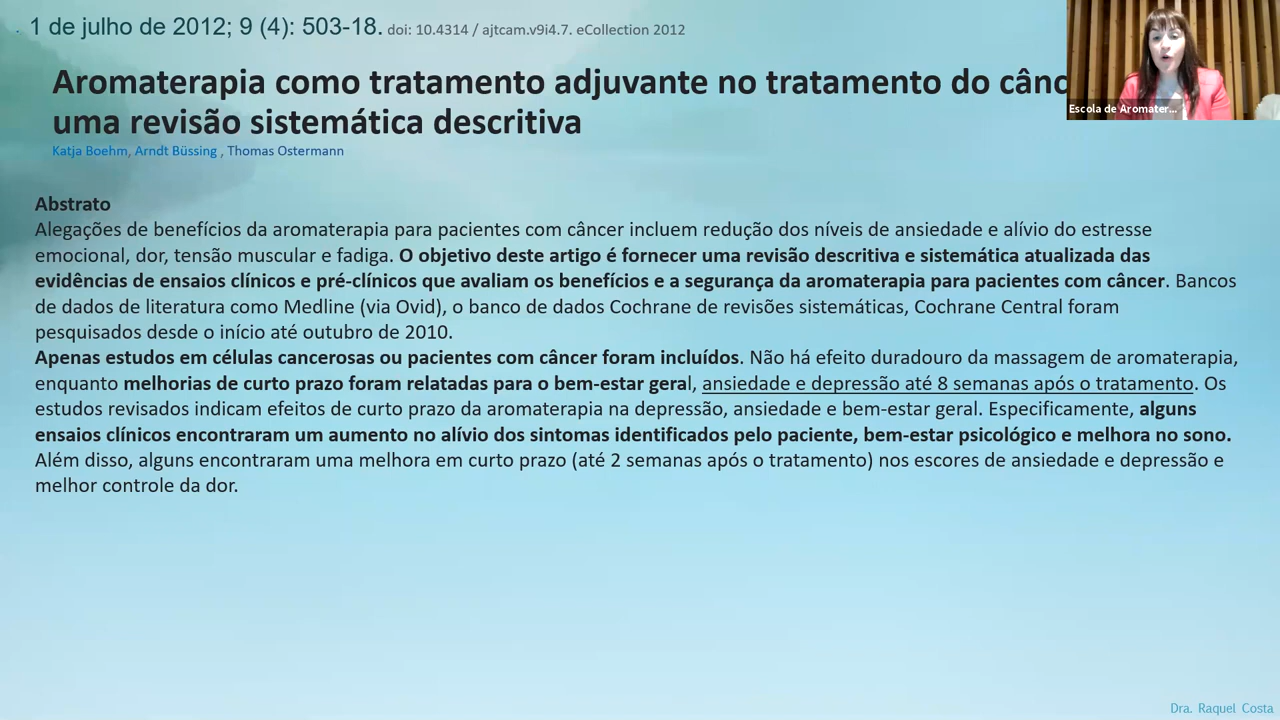 1 de julho de 2012; 9 (4): 503-18. doi: 10.4314 / ajtcam.v9i4.7. eCollection 2012
Aromaterapia como tratamento adjuvante no tratamento do cânc
uma revisão sistemática descritiva
Katja Boehm, Arndt Büssing , Thomas Ostermann
Escola de Aromater...
Abstrato
Alegações de benefícios da aromaterapia para pacientes com câncer incluem redução dos níveis de ansiedade e alívio do estresse
emocional, dor, tensão muscular e fadiga. O objetivo deste artigo é fornecer uma revisão descritiva e sistemática atualizada das
evidências de ensaios clínicos e pré-clínicos que avaliam os benefícios e a segurança da aromaterapia para pacientes com câncer. Bancos
de dados de literatura como Medline (via Ovid), o banco de dados Cochrane de revisões sistemáticas, Cochrane Central foram
pesquisados desde o início até outubro de 2010.
Apenas estudos em células cancerosas ou pacientes com câncer foram incluídos. Não há efeito duradouro da massagem de aromaterapia,
enquanto melhorias de curto prazo foram relatadas para o bem-estar geral, ansiedade e depressão até 8 semanas após o tratamento. Os
estudos revisados indicam efeitos de curto prazo da aromaterapia na depressão, ansiedade e bem-estar geral. Especificamente, alguns
ensaios clínicos encontraram um aumento no alívio dos sintomas identificados pelo paciente, bem-estar psicológico e melhora no sono.
Além disso, alguns encontraram uma melhora em curto prazo (até 2 semanas após o tratamento) nos escores de ansiedade e depressão e
melhor controle da dor.
Dra. Raquel Costa